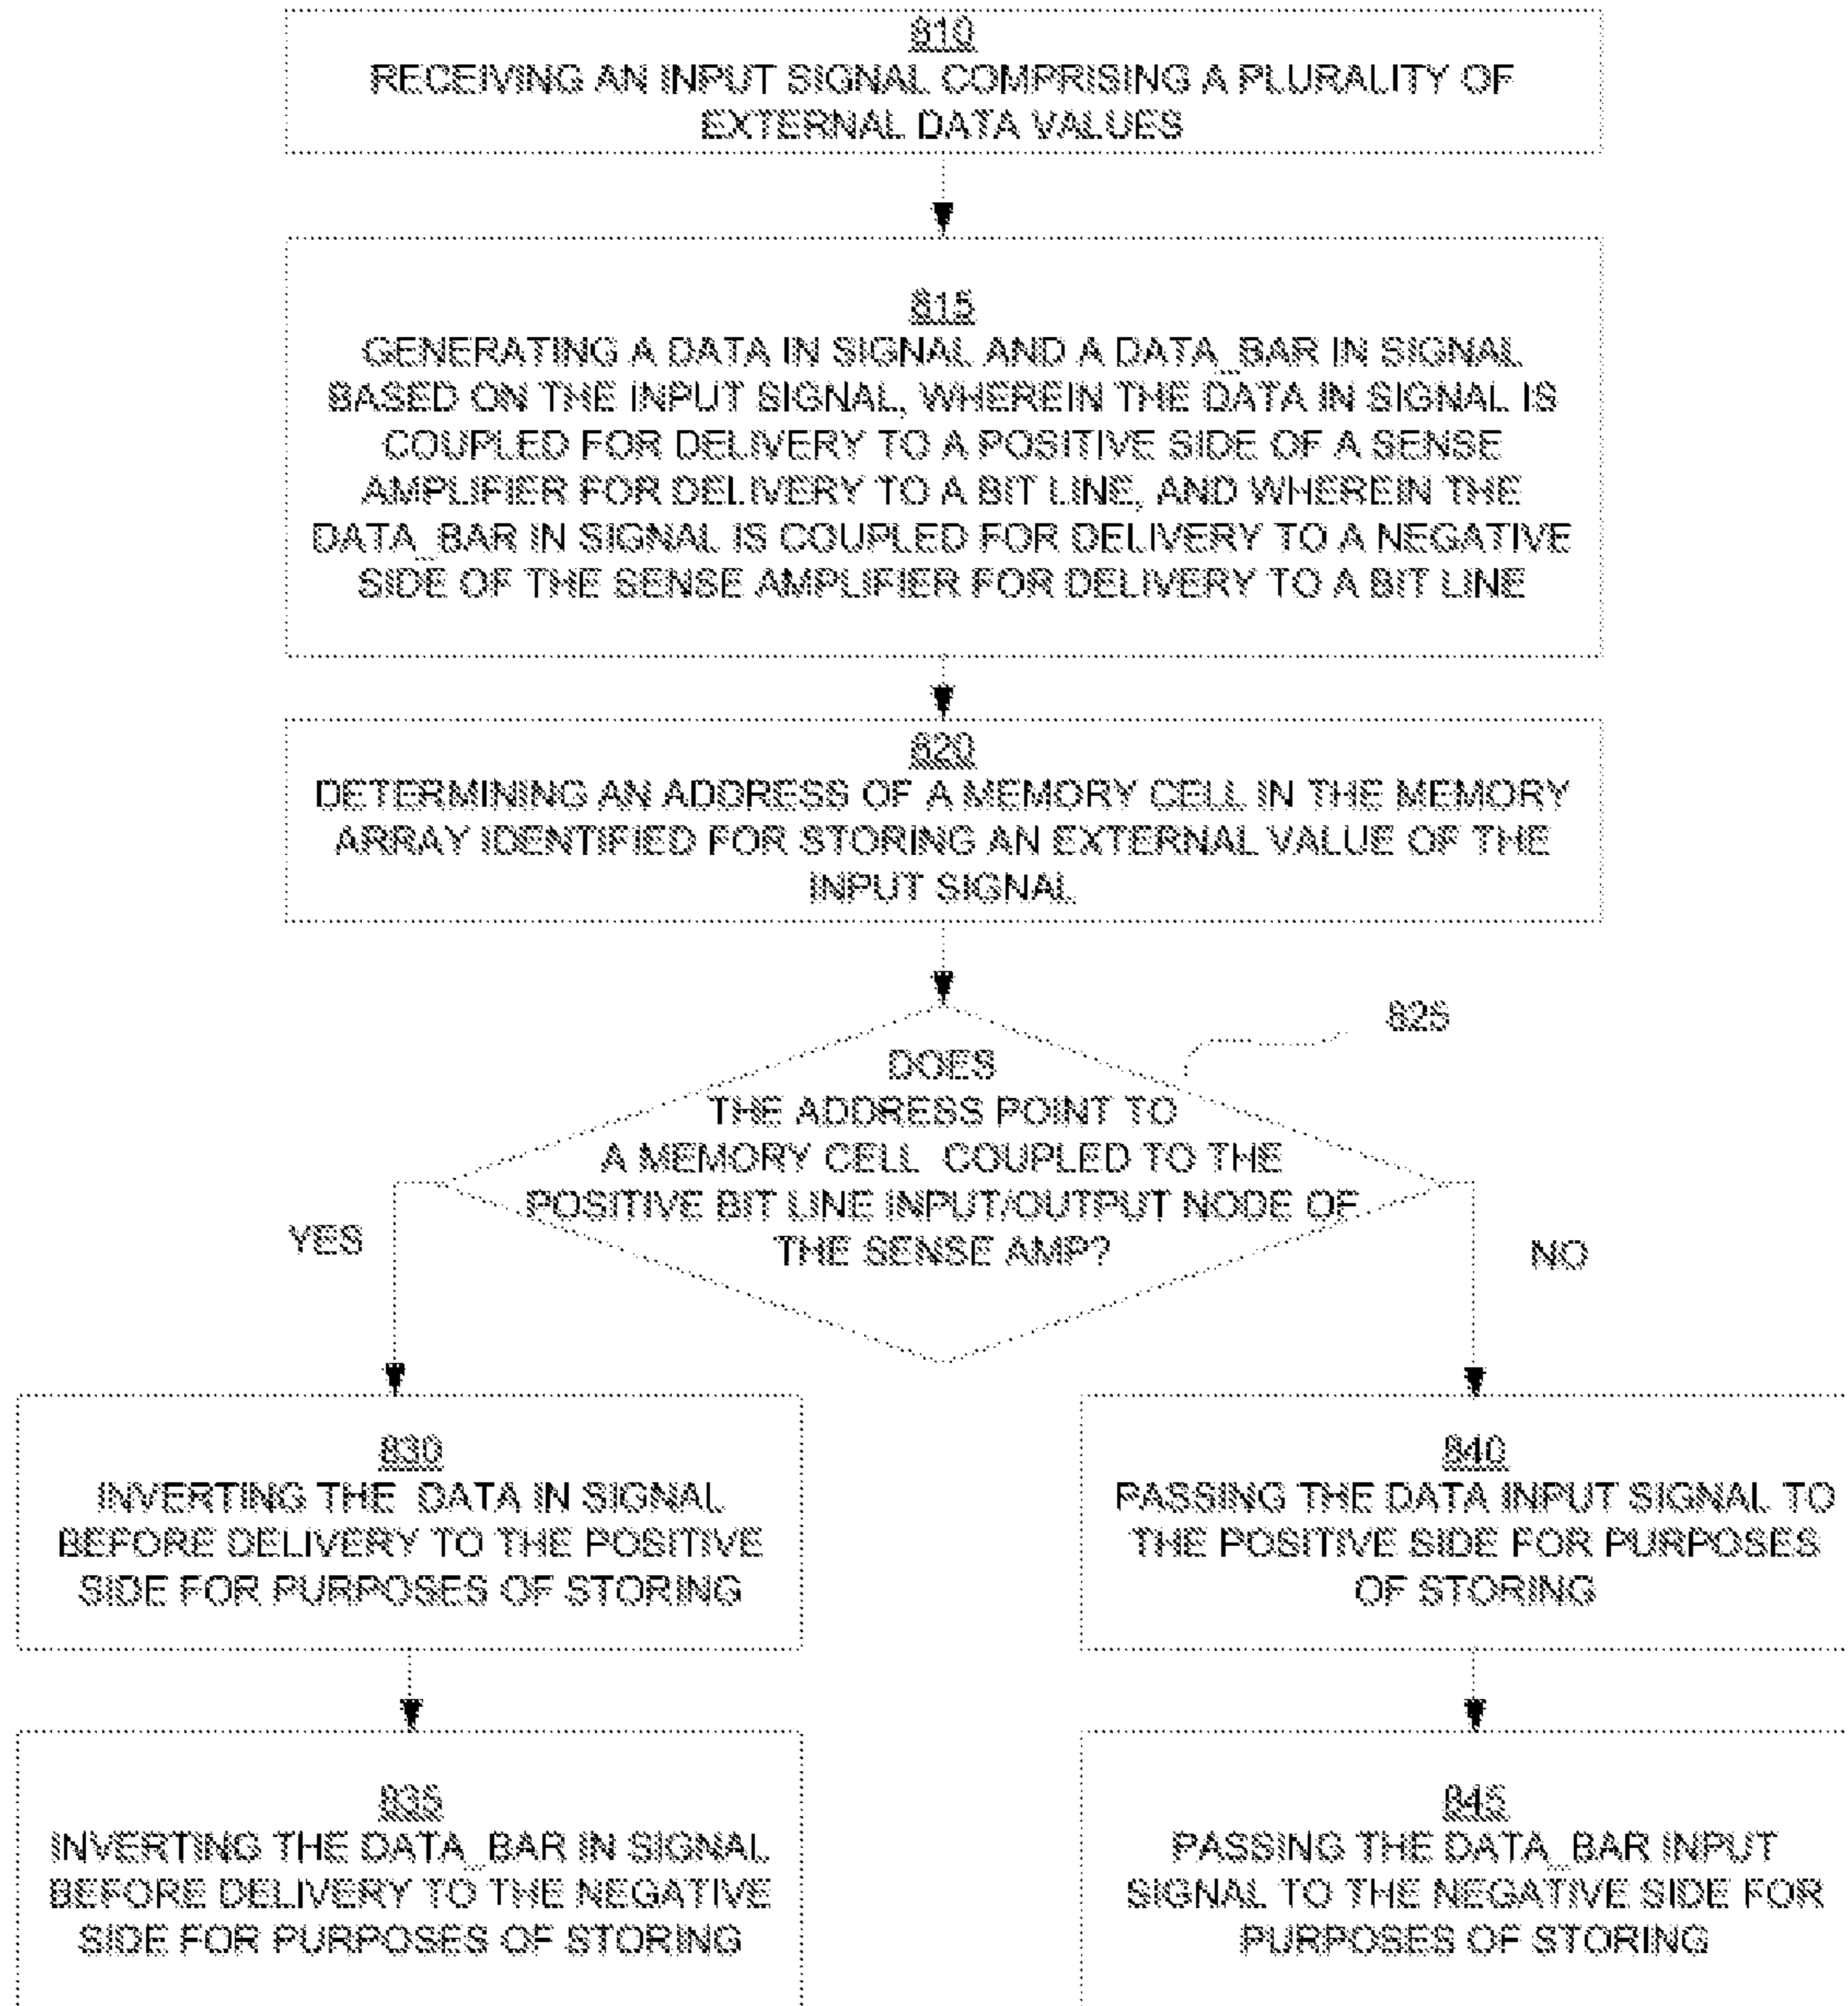 810
RECEIVING AN INPUT SIGNAL COMPRISING A PLURALITY OF
EXTERNAL DATA VALUES
815
GENERATING A DATA IN SIGNAL AND A DATA_BAR IN SIGNAL
BASED ON THE INPUT SIGNAL, WHEREIN THE DATA IN SIGNAL IS
COUPLED FOR DELIVERY TO A POSITIVE SIDE OF A SENSE
AMPLIFIER FOR DELIVERY TO A BIT LINE, AND WHEREIN THE
DATA_BAR IN SIGNAL IS COUPLED FOR DELIVERY TO A NEGATIVE
SIDE OF THE SENSE AMPLIFIER FOR DELIVERY TO A BIT LINE
820
DETERMINING AN ADDRESS OF A MEMORY CELL IN THE MEMORY
ARRAY IDENTIFIED FOR STORING AN EXTERNAL VALUE OF THE
INPUT SIGNAL
825
DOES
THE ADDRESS POINT TO
A MEMORY CELL COUPLED TO THE
POSITIVE BIT LINE INPUT/OUTPUT NODE OF
THE SENSE AMP?
YES
NO
830
INVERTING THE DATA IN SIGNAL
BEFORE DELIVERY TO THE POSITIVE
SIDE FOR PURPOSES OF STORING
840
PASSING THE DATA INPUT SIGNAL TO
THE POSITIVE SIDE FOR PURPOSES
OF STORING
835
INVERTING THE DATA_BAR IN SIGNAL
BEFORE DELIVERY TO THE NEGATIVE
SIDE FOR PURPOSES OF STORING
845
PASSING THE DATA_BAR INPUT
SIGNAL TO THE NEGATIVE SIDE FOR
PURPOSES OF STORING